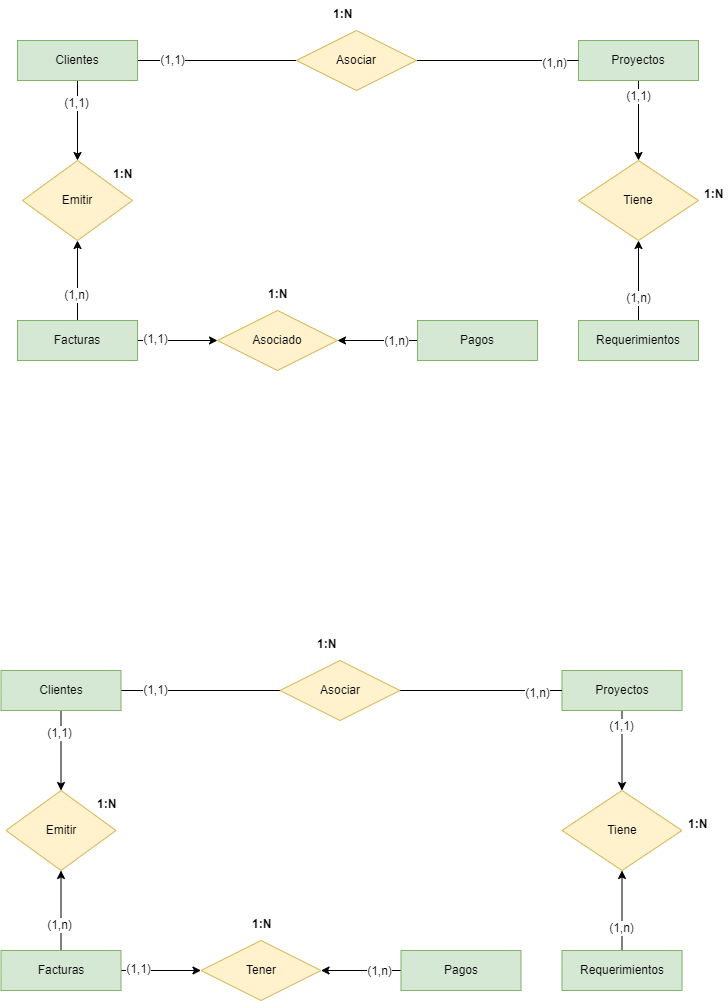 1:N
Clientes
(1,1)
Asociar
(1,n)
Proyectos
(1,1)
(1,1)
1:N
Emitir
Tiene
1:N
(1,n)
1:N
(1,n)
Facturas
(1,1)
Asociado
(1,n)
Pagos
Requerimientos
1:N
Clientes
(1,1)
Asociar
(1,n)
Proyectos
(1,1)
(1,1)
1:N
Emitir
Tiene
1:N
(1,n)
1:N
(1,n)
Facturas
(1,1)
Tener
(1,n)
Pagos
Requerimientos